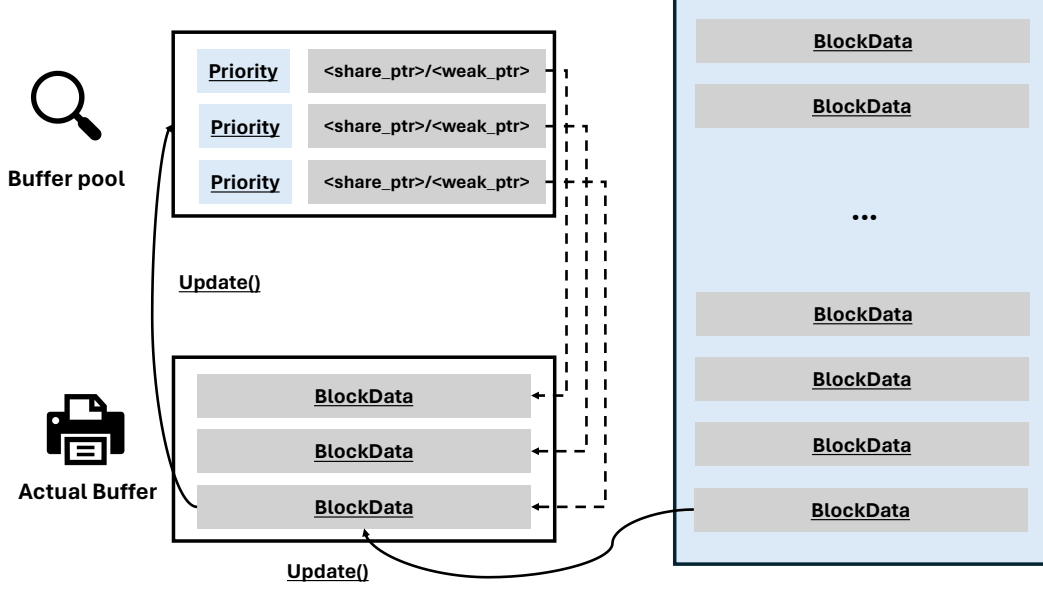 Buffer pool
Priority
<share_ptr>/<weak_ptr>
Priority
<share_ptr>/<weak_ptr>
Priority
<share_ptr>/<weak_ptr>
Update()
Actual Buffer
BlockData
BlockData
BlockData
Update()
BlockData
BlockData
...
BlockData
BlockData
BlockData
BlockData